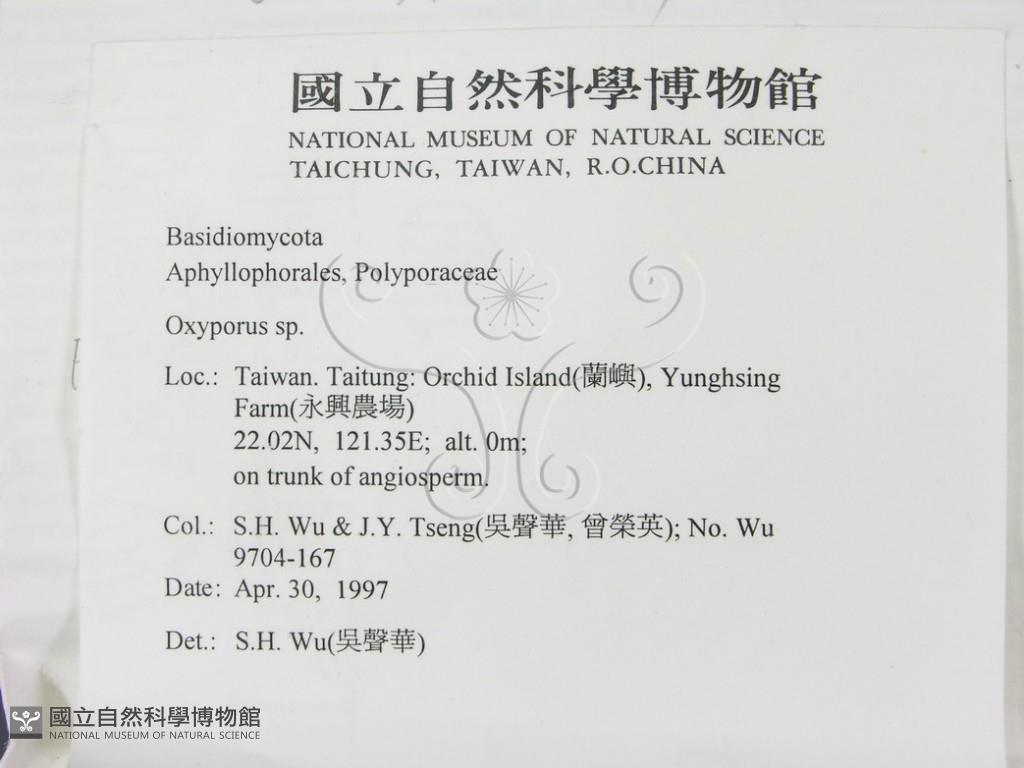 國立自然科學博物館
NATIONAL MUSEUM OF NATURAL SCIENCE
TAICHUNG, TAIWAN, R.O.CHINA
Basidiomycota
Aphyllophorales, Polyporaceae
Oxyporus sp.
Loc.: Taiwan. Taitung: Orchid Island(蘭嶼), Yunghsing
Farm(永興農場)
22.02N, 121.35E; alt. 0m;
on trunk of angiosperm.
Col.: S.H. Wu & J.Y. Tseng(吳聲華, 曾榮英); No. Wu
9704-167
Date: Apr. 30, 1997
Det.: S.H. Wu(吳聲華)
國立自然科學博物館
NATIONAL MUSEUM OF NATURAL SCIENCE